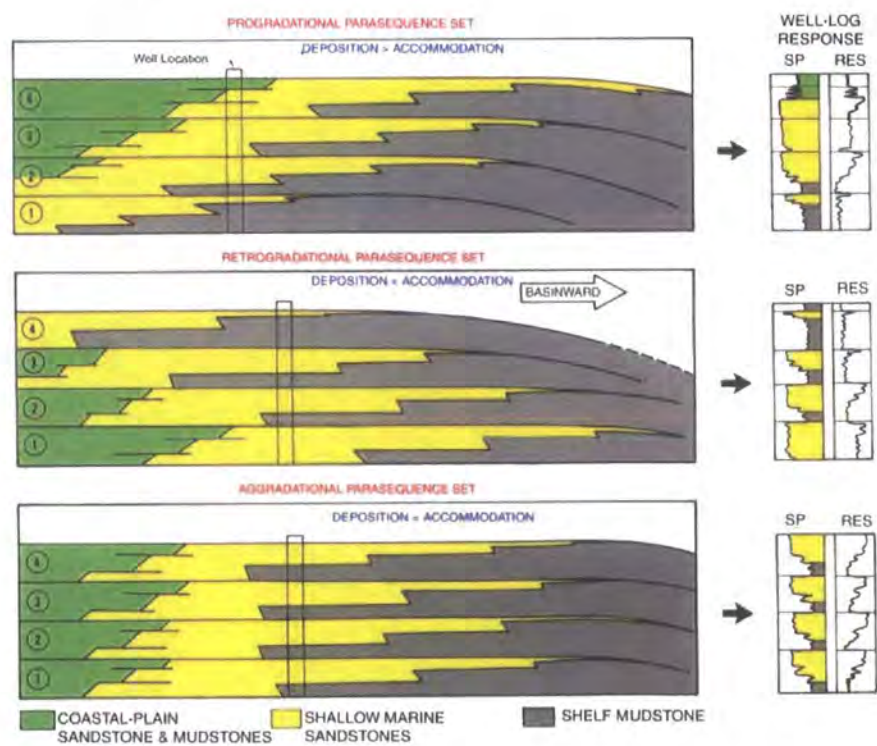 PROGRADATIONAL PARASEQUENCE SET
DEPOSITION > ACCOMMODATION
Well Location
WELL-LOG
RESPONSE
SP RES
②
①
RETROGRADATIONAL PARASEQUENCE SET
DEPOSITION < ACCOMMODATION
BASINWARD
SP RES
④
③
②
①
AGGRADATIONAL PARASEQUENCE SET
DEPOSITION = ACCOMMODATION
SP RES
④
③
②
①
COASTAL-PLAIN
SANDSTONE & MUDSTONES
SHALLOW MARINE
SANDSTONES
SHELF MUDSTONE